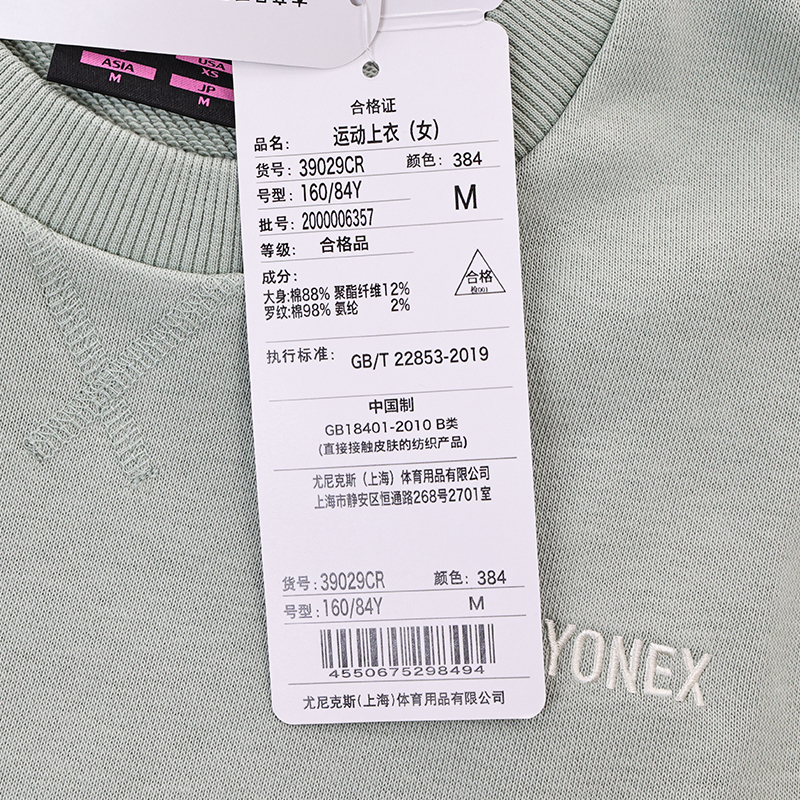 ASIA
M
USA
XS
JP
M
合格证
品名: 运动上衣（女）
货号: 39029CR 颜色: 384
号型: 160/84Y M
批号: 2000006357
等级: 合格品
成分:
大身:棉88% 聚酯纤维12%
罗纹:棉98% 氨纶 2%
合格
检001
执行标准: GB/T 22853-2019
中国制
GB18401-2010 B类
(直接接触皮肤的纺织产品)
尤尼克斯（上海）体育用品有限公司
上海市静安区恒通路268号2701室
货号: 39029CR 颜色: 384
号型: 160/84Y M
4550675298494
尤尼克斯(上海)体育用品有限公司
YONEX